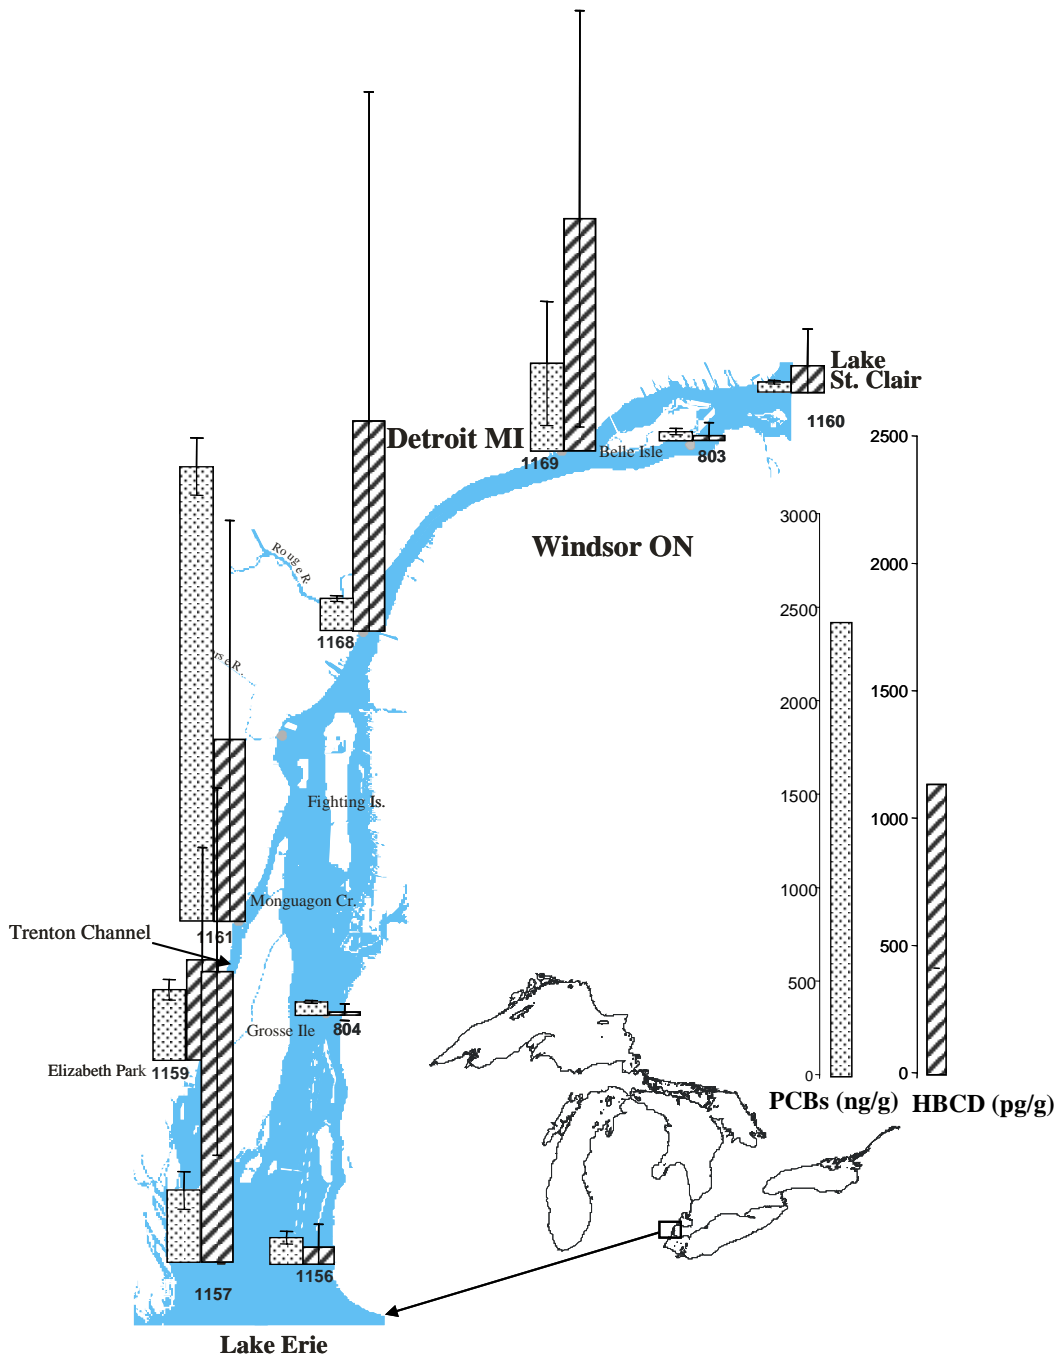 Lake
St. Clair
1160
Detroit MI
1169
Belle Isle
803
2500
Windsor ON
3000
2000
2500
Rouge R.
1168
2000
1500
Fighting Is.
1500
1000
Monguagon Cr.
1000
Trenton Channel
1161
500
500
Grosse Ile
804
Elizabeth Park
1159
0
0
PCBs (ng/g)
HBCD (pg/g)
1156
1157
Lake Erie